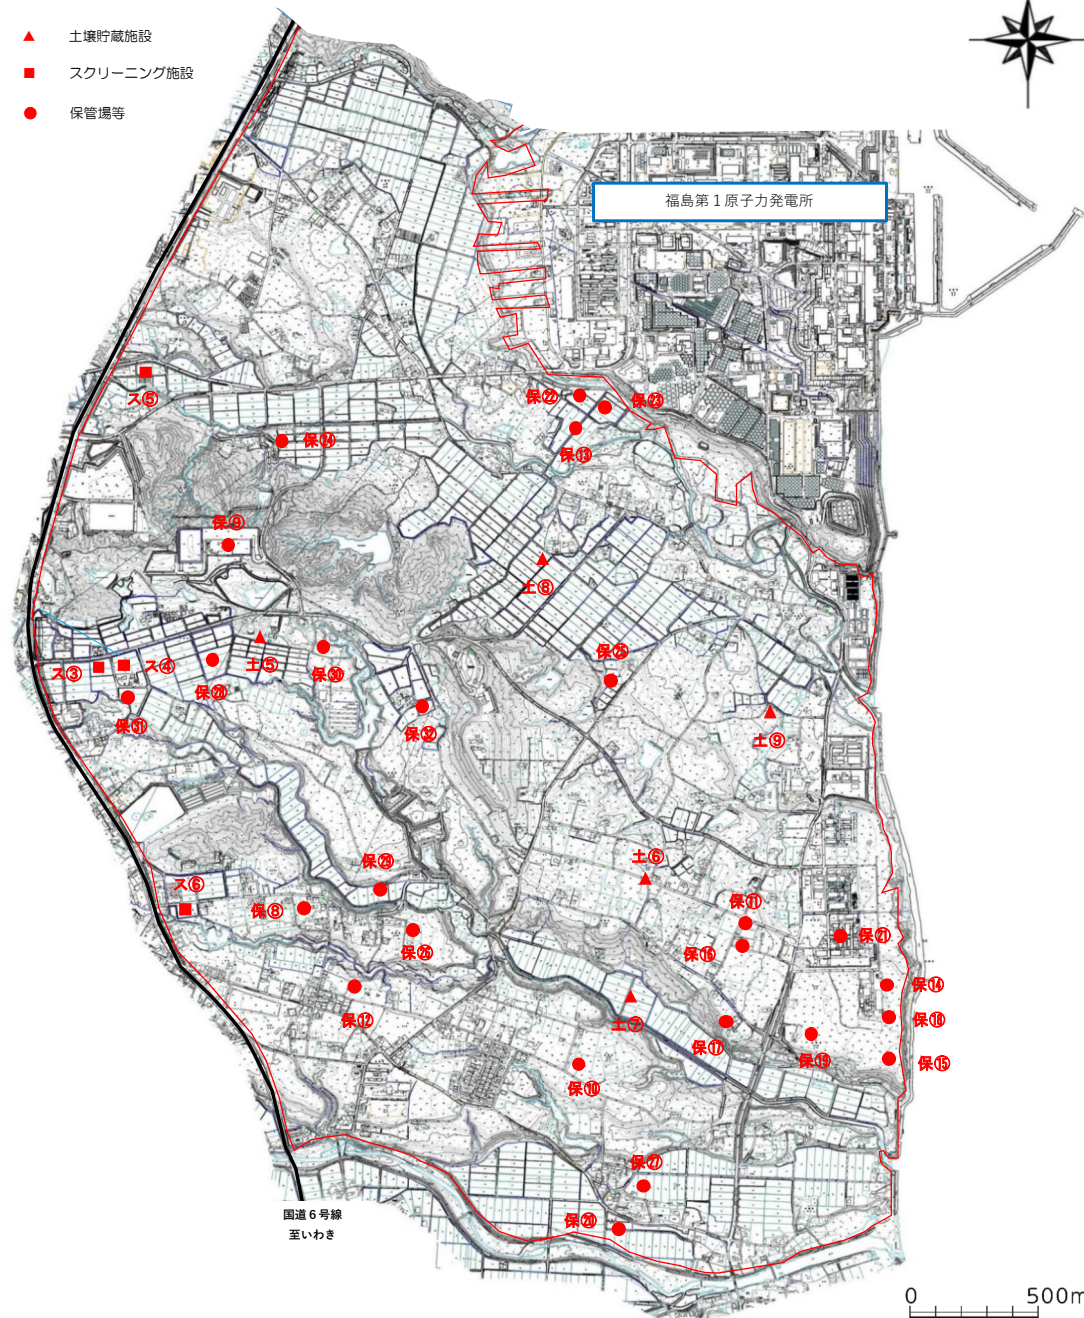 土壌貯蔵施設
スクリーニング施設
保管場等
福島第１原子力発電所
ス⑤
保㉒
保㉓
保㉔
保⑬
保⑨
土⑧
ス③
ス④
土⑤
保㉚
保㉕
保㉛
保㉜
土⑨
土⑥
保㉙
ス⑥
保⑧
保⑪
保㉖
保⑯
保㉑
保⑭
保⑫
土⑦
保⑰
保⑱
保⑲
保⑮
保⑩
保㉗
保⑳
国道６号線
至いわき
0 500m